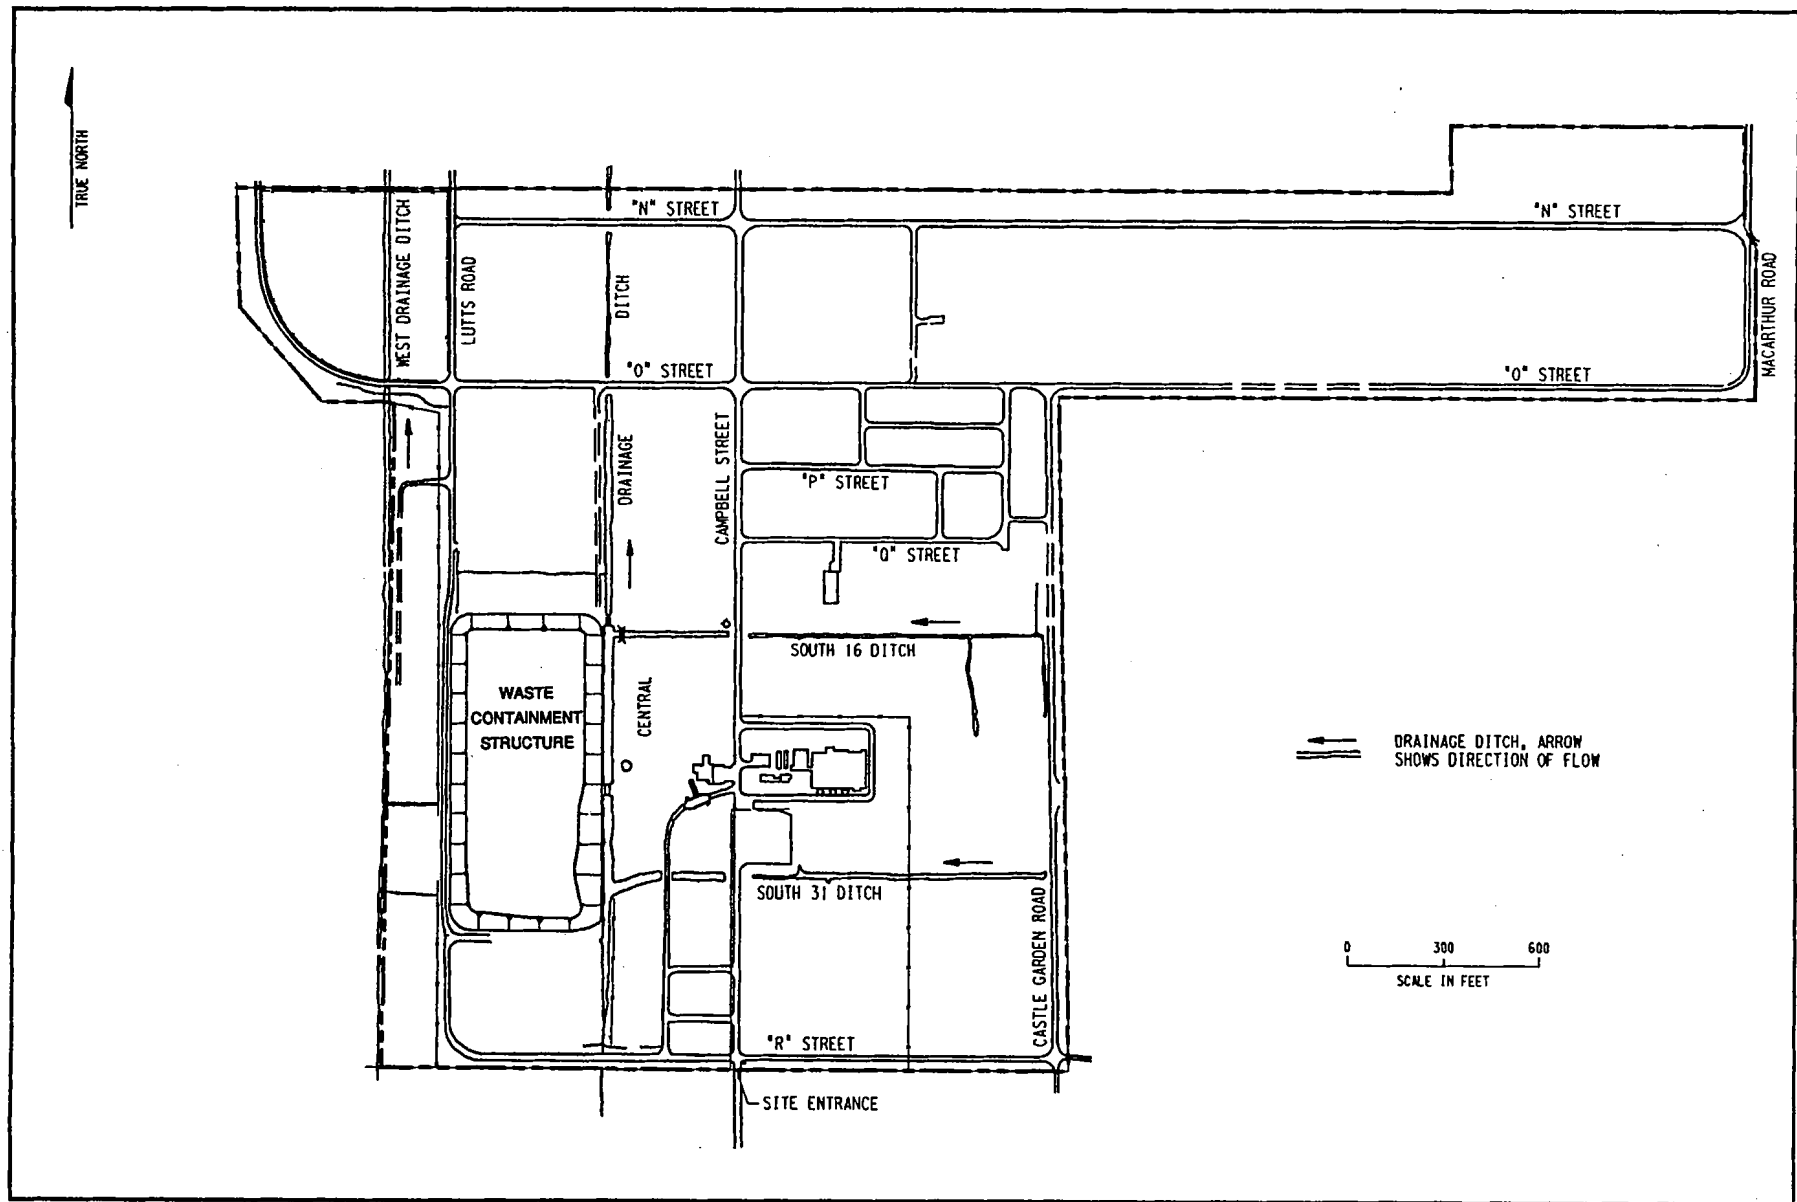 TRUE NORTH
"N" STREET
"N" STREET
WEST DRAINAGE DITCH
LUTTS ROAD
DITCH
MACARTHUR ROAD
"O" STREET
"O" STREET
DRAINAGE
CAMPBELL STREET
"P" STREET
"Q" STREET
SOUTH 16 DITCH
WASTE
CONTAINMENT
STRUCTURE
CENTRAL
DRAINAGE DITCH, ARROW
SHOWS DIRECTION OF FLOW
SOUTH 31 DITCH
CASTLE GARDEN ROAD
0 300 600
SCALE IN FEET
"R" STREET
SITE ENTRANCE